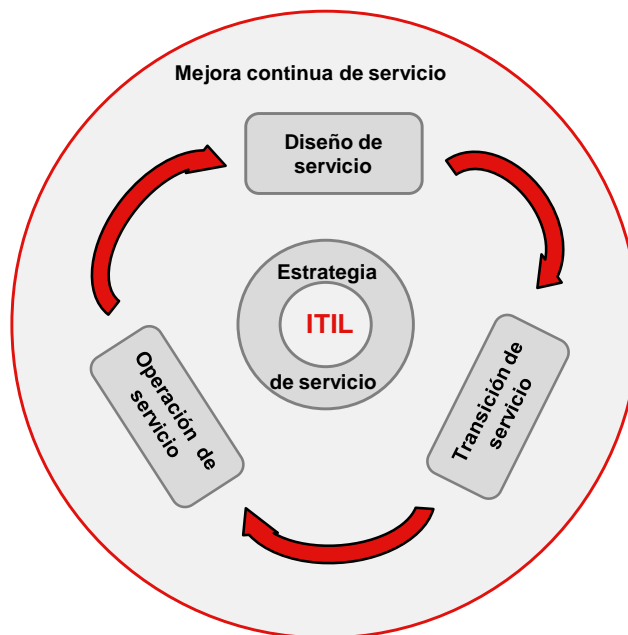 Mejora continua de servicio
Diseño de
servicio
Estrategia
ITIL
de servicio
Operación de
servicio
Transición de
servicio